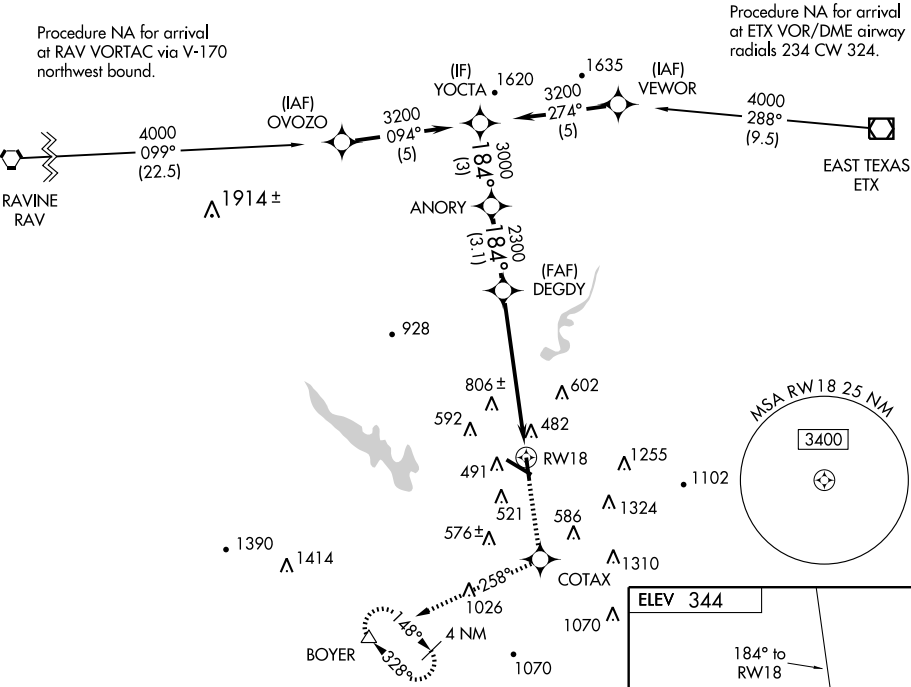 Procedure NA for arrival
at RAV VORTAC via V-170
northwest bound.
Procedure NA for arrival
at ETX VOR/DME airway
radials 234 CW 324.
(IF)
YOCTA
1620
1635
(IAF)
VEWOR
(IAF)
OVOZO
3200
094°
(5)
3200
274°
(5)
4000
288°
(9.5)
EAST TEXAS
ETX
4000
099°
(22.5)
RAVINE
RAV
1914 ±
3000
184°
(3)
ANORY
2300
184°
(3.1)
(FAF)
DEGDY
928
806 ±
602
592
482
MSA RW18 25 NM
3400
RW18
491
1255
1102
521
1324
576 ±
586
1390
1414
1310
COTAX
258°
1026
ELEV 344
1070
148°
4 NM
BOYER
328°
1070
184° to
RW18